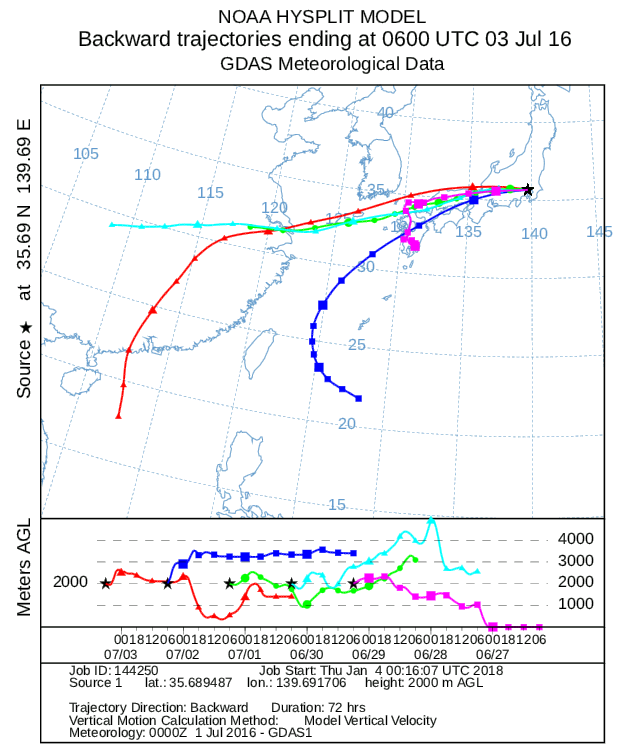 NOAA HYSPLIT MODEL
Backward trajectories ending at 0600 UTC 03 Jul 16
GDAS Meteorological Data
Source ★ at 35.69 N 139.69 E
40
105
110
115
120
125
35
135
140
145
30
25
20
15
Meters AGL
2000
4000
3000
2000
1000
00 18 12 06 00 18 12 06 00 18 12 06 00 18 12 06 00 18 12 06 00 18 12 06 00 18 12 06
07/03 07/02 07/01 06/30 06/29 06/28 06/27
Job ID: 144250 Job Start: Thu Jan 4 00:16:07 UTC 2018
Source 1 lat.: 35.689487 lon.: 139.691706 height: 2000 m AGL
Trajectory Direction: Backward Duration: 72 hrs
Vertical Motion Calculation Method: Model Vertical Velocity
Meteorology: 0000Z 1 Jul 2016 - GDAS1